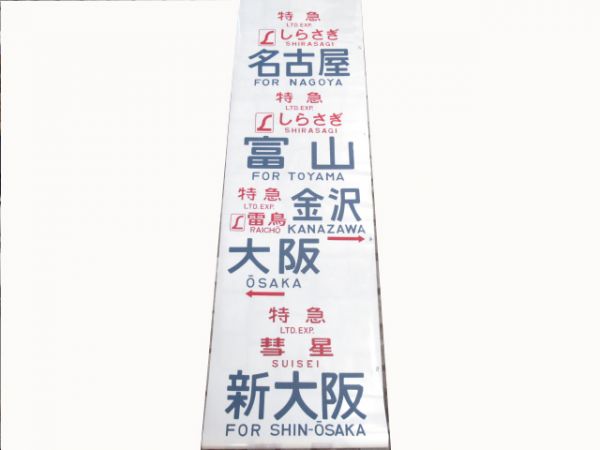 特急
LTD.EXP.
L しらさぎ
SHIRASAGI
名古屋
FOR NAGOYA
特急
LTD.EXP.
L しらさぎ
SHIRASAGI
富山
FOR TOYAMA
特急
LTD.EXP.
L 雷鳥
RAICHŌ
金沢
KANAZAWA
大阪
ŌSAKA
特急
LTD.EXP.
彗星
SUISEI
新大阪
FOR SHIN-ŌSAKA